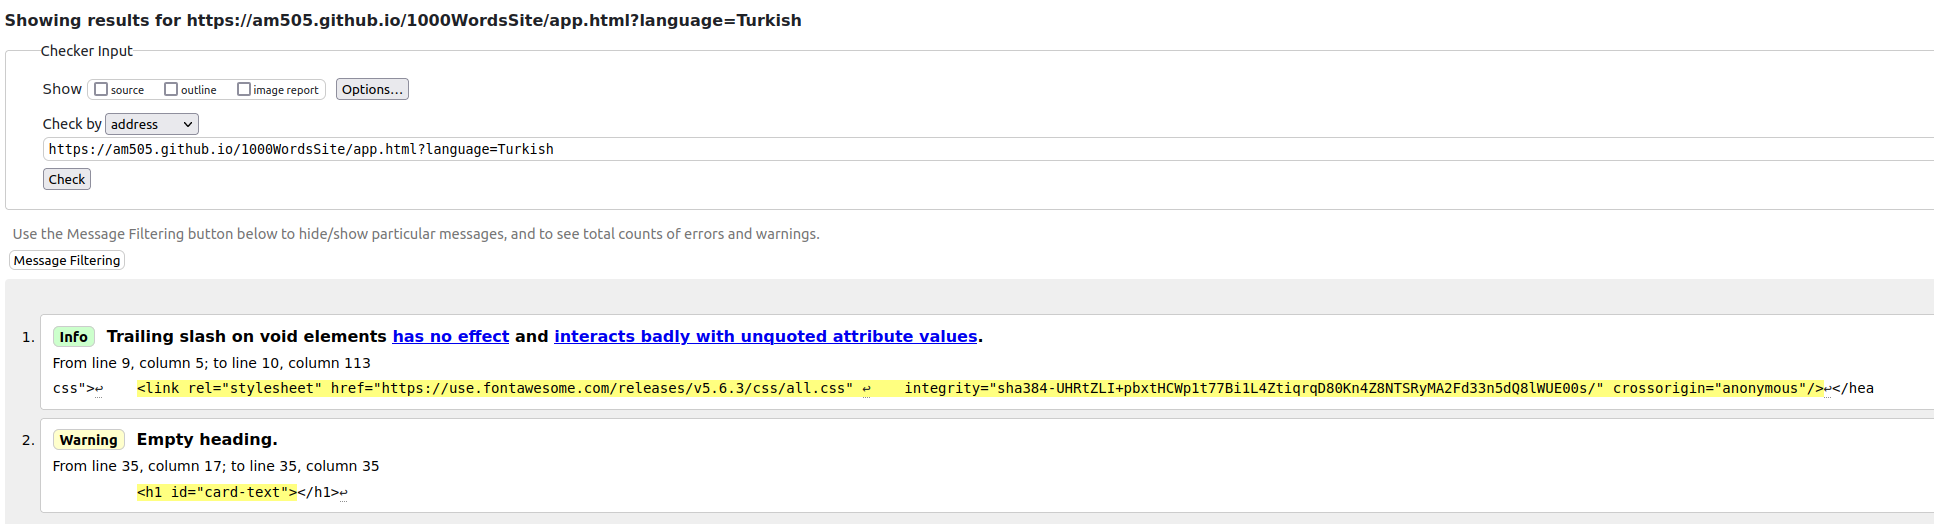 Showing results for https://am505.github.io/1000WordsSite/app.html?language=Turkish
Checker Input
Show source outline image report Options...
Check by address
https://am505.github.io/1000WordsSite/app.html?language=Turkish
Check
Use the Message Filtering button below to hide/show particular messages, and to see total counts of errors and warnings.
Message Filtering
1. Info Trailing slash on void elements has no effect and interacts badly with unquoted attribute values.
From line 9, column 5; to line 10, column 113
css">↩ <link rel="stylesheet" href="https://use.fontawesome.com/releases/v5.6.3/css/all.css" ↩ integrity="sha384-UHRtZLI+pbxtHCWp1t77Bi1L4ZtiqrqD80Kn4Z8NTSRyMA2Fd33n5dQ8lWUE00s/" crossorigin="anonymous"/>↩</hea
2. Warning Empty heading.
From line 35, column 17; to line 35, column 35
<h1 id="card-text"></h1>↩